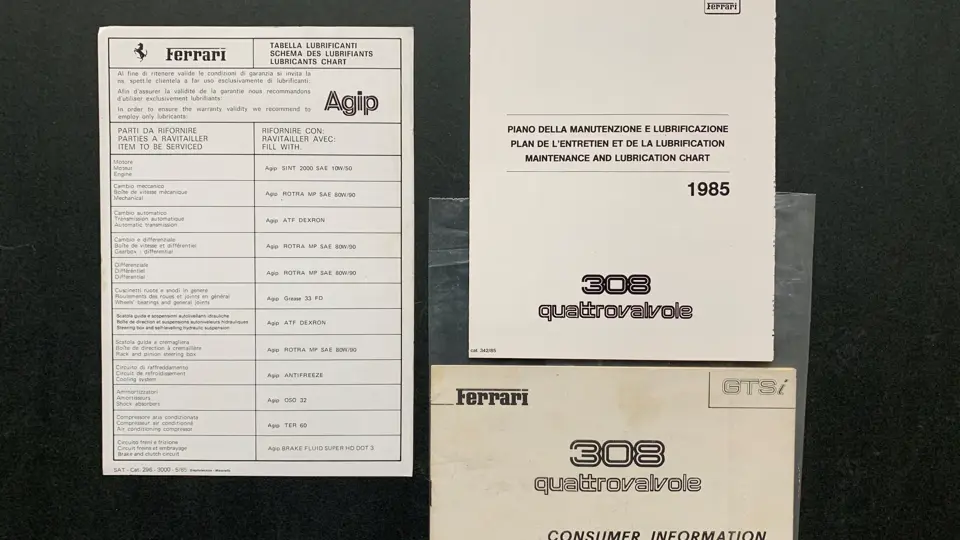 Ferrari
TABELLA LUBRIFICANTI
SCHEMA DES LUBRIFIANTS
LUBRICANTS CHART
Al fine di ritenere valide le condizioni di garanzia si invita la
ne spett.le clientela a far uso esclusivamente di lubrificanti:
Afin d'assurer la validité de la garantie nous recommandons
d'utiliser exclusivement lubrifiants:
In order to ensure the warranty validity we recommend to
employ only lubricants:
Agip
PARTI DA RIFORNIRE
PARTIES A RAVITAILLER
ITEM TO BE SERVICED
RIFORNIRE CON:
RAVITAILLER AVEC:
FILL WITH.
Motore
Moteur
Engine
Agip SINT 2000 SAE 10W/50
Cambio meccanico
Boîte de vitesse mécanique
Mechanical
Agip ROTRA MP SAE 80W/90
Cambio automatico
Transmission automatique
Automatic transmission
Agip ATF DEXRON
Cambio e differenziale
Boîte de vitesse et différentiel
Gearbox - differential
Agip ROTRA MP SAE 80W/90
Differenziale
Différentiel
Differential
Agip ROTRA MP SAE 80W/90
Cuscinetti ruote e snodi in genere
Roulements des roues et joints en général
Wheels' bearings and general joints
Agip Grease 33 FD
Scatola guida e sospensioni autolivellanti idrauliche
Boîte de direction et suspensions autoniveleuses hidrauliques
Steering box and self-levelling hydraulic suspension
Agip ATF DEXRON
Scatola guida a cremagliera
Boîte de direction à crémaillère
Rack and pinion steering box
Agip ROTRA MP SAE 80W/90
Circuito di raffreddamento
Circuit de refroidissement
Cooling system
Agip ANTIFREEZE
Ammortizzatori
Amortisseurs
Shock absorbers
Agip OSO 32
Compressore aria condizionata
Compresseur air conditionné
Air conditioning compressor
Agip TER 60
Circuito freni e frizione
Circuit freins et embrayage
Brake and clutch circuit
Agip BRAKE FLUID SUPER HD DOT 3
SAT - Cat. 296 - 3000 - 5/85
Ferrari
PIANO DELLA MANUTENZIONE E LUBRIFICAZIONE
PLAN DE L'ENTRETIEN ET DE LA LUBRIFICATION
MAINTENANCE AND LUBRICATION CHART
1985
308
quattrovalvole
cat. 342/85
Ferrari
GTSi
308
quattrovalvole
CONSUMER INFORMATION